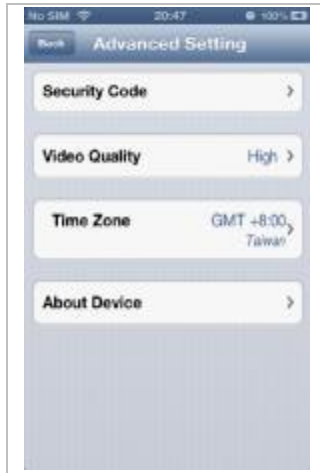 No SIM 20:47 100%
Back Advanced Setting
Security Code
Video Quality High
Time Zone GMT +8:00
Taiwan
About Device